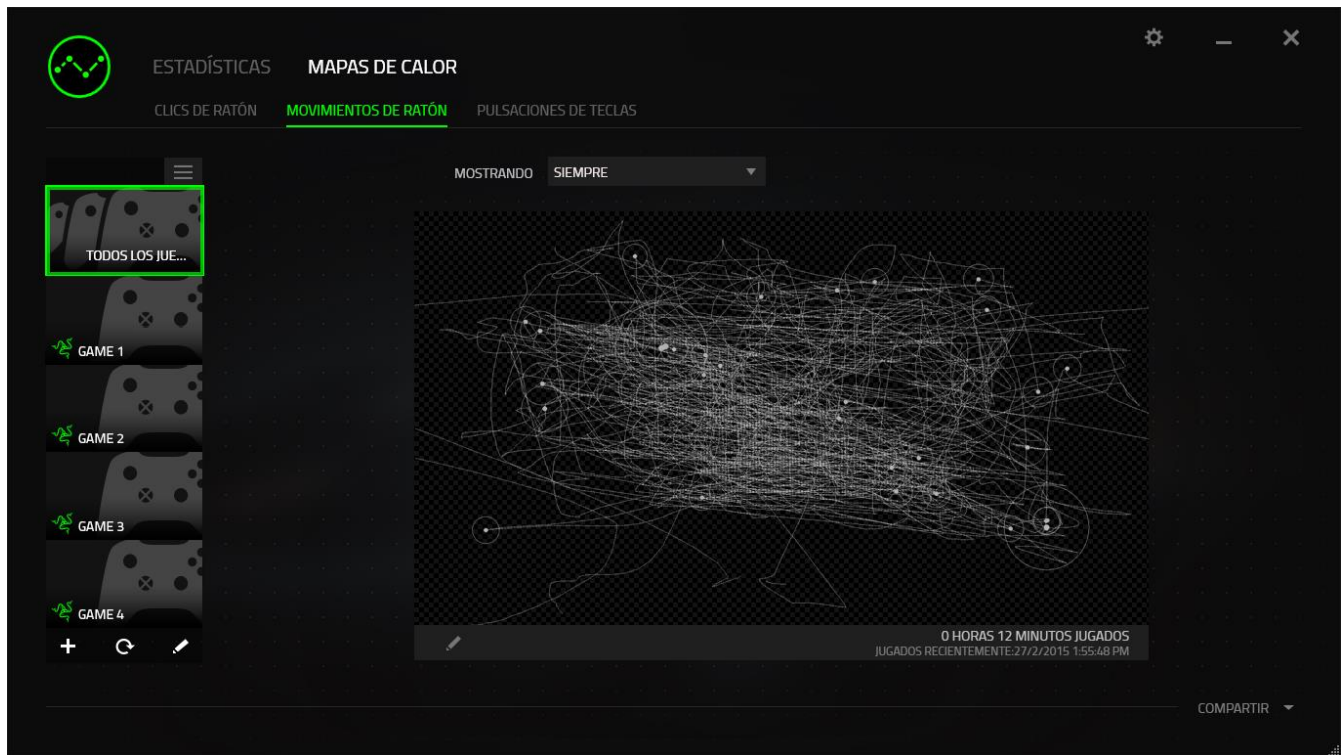 ESTADÍSTICAS MAPAS DE CALOR
CLICS DE RATÓN MOVIMIENTOS DE RATÓN PULSACIONES DE TECLAS
MOSTRANDO SIEMPRE
TODOS LOS JUE...
GAME 1
GAME 2
GAME 3
GAME 4
0 HORAS 12 MINUTOS JUGADOS
JUGADOS RECIENTEMENTE:27/2/2015 1:55:48 PM
COMPARTIR